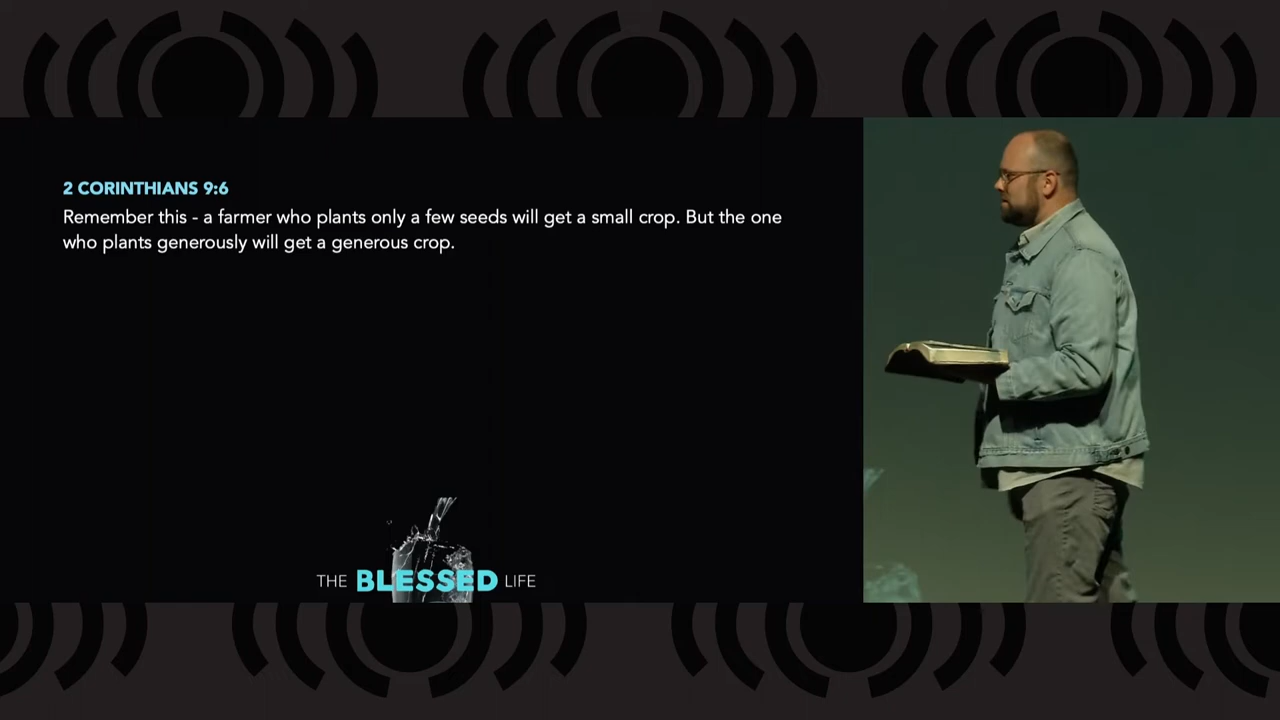 2 CORINTHIANS 9:6
Remember this - a farmer who plants only a few seeds will get a small crop. But the one
who plants generously will get a generous crop.
THE BLESSED LIFE